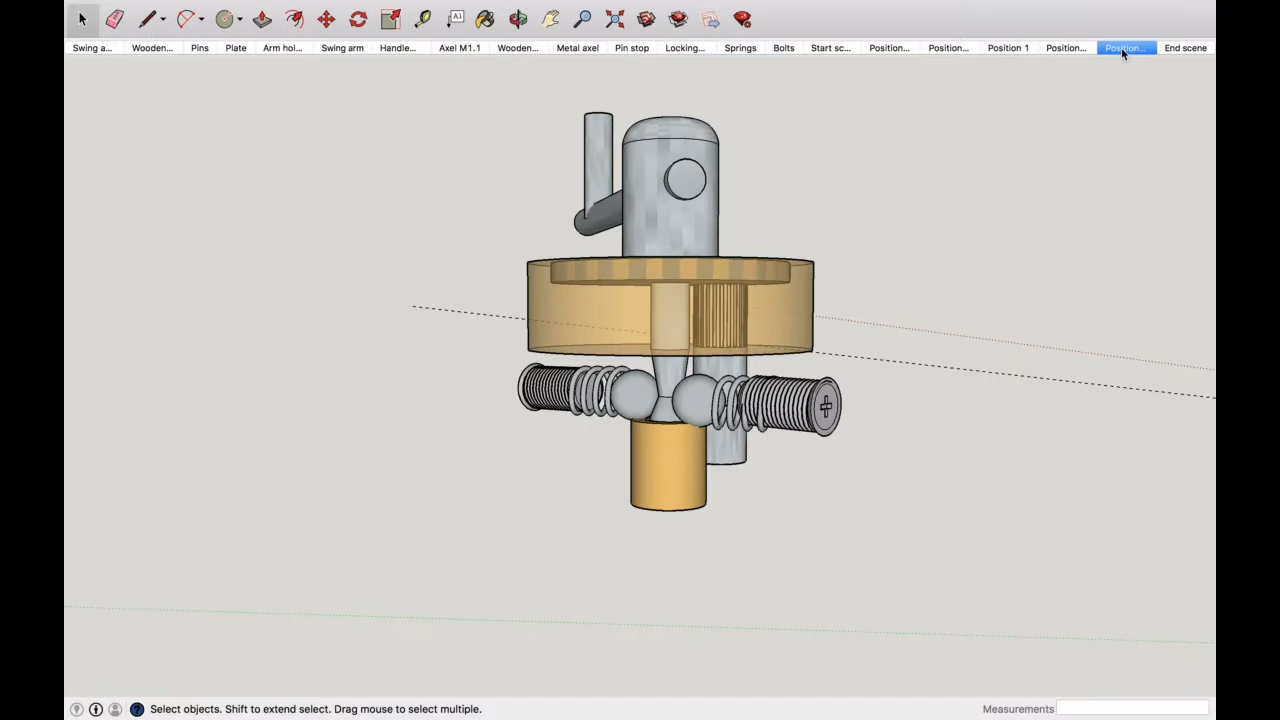 A1
Swing a... Wooden... Pins Plate Arm hol... Swing arm Handle... Axel M1.1 Wooden... Metal axel Pin stop Locking... Springs Bolts Start sc... Position... Position... Position 1 Position... Position... End scene
Select objects. Shift to extend select. Drag mouse to select multiple. Measurements